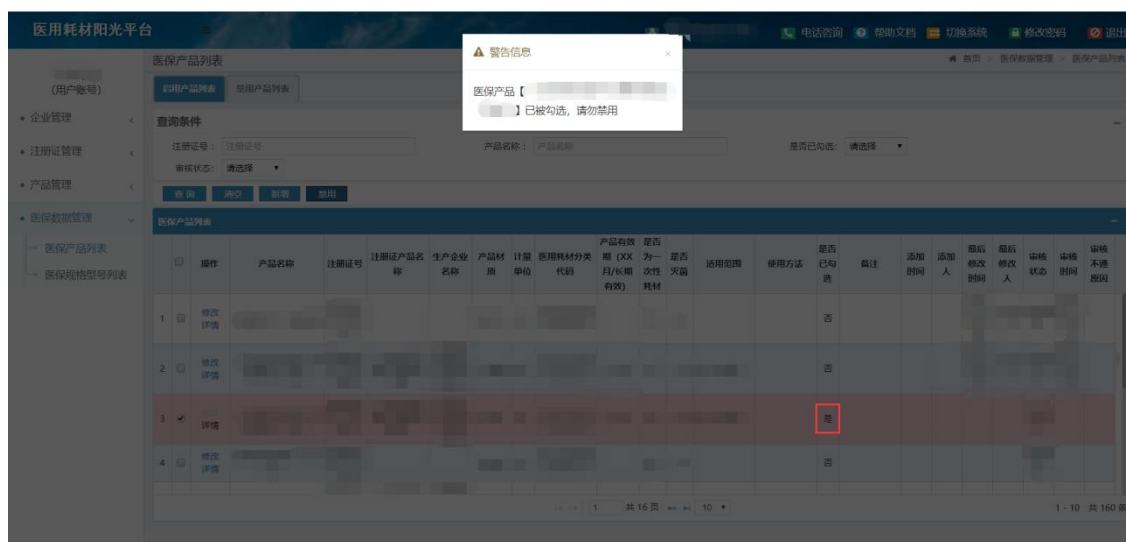 医用耗材阳光平台
电话咨询 帮助文档 切换系统 修改密码 退出
警告信息 ×
医保产品【
】已被勾选，请勿禁用
(用户账号)
企业管理
注册证管理
产品管理
医保数据管理
医保产品列表
医保规格型号列表
医保产品列表
首页 > 医保数据管理 > 医保产品列表
启用产品列表 禁用产品列表
查询条件
注册证号： 注册证号 产品名称： 产品名称 是否已勾选: 请选择
审核状态: 请选择
查询 清空 新增 禁用
医保产品列表
操作 产品名称 注册证号 注册证产品名称 生产企业名称 产品材质 计量单位 医用耗材分类代码 产品有效期（XX月/长期有效） 是否为一次性耗材 是否灭菌 适用范围 使用方法 是否已勾选 备注 添加时间 添加人 最后修改时间 最后修改人 审核状态 审核时间 审核不通原因
1 修改 详情 否
2 修改 详情 否
3 详情 是
4 修改 详情 否
1 共 16 页 10
1 - 10 共 160 条